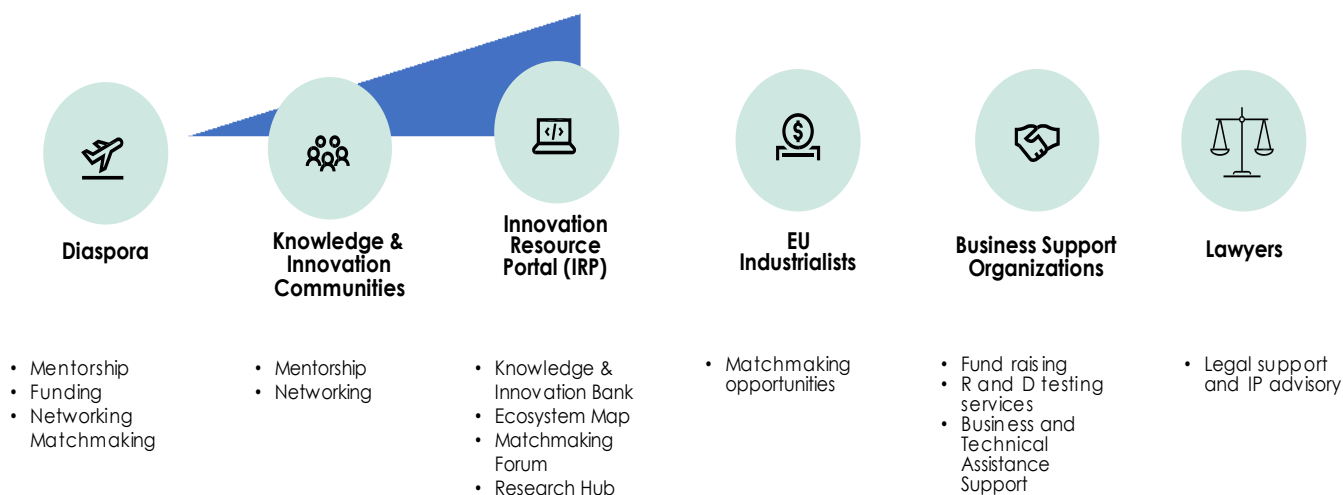 Diaspora
Knowledge &
Innovation
Communities
Innovation
Resource
Portal (IRP)
EU
Industrialists
Business Support
Organizations
Lawyers
• Mentorship
• Funding
• Networking
Matchmaking
• Mentorship
• Networking
• Knowledge &
Innovation Bank
• Ecosystem Map
• Matchmaking
Forum
• Research Hub
• Matchmaking
opportunities
• Fund raising
• R and D testing
services
• Business and
Technical
Assistance
Support
• Legal support
and IP advisory